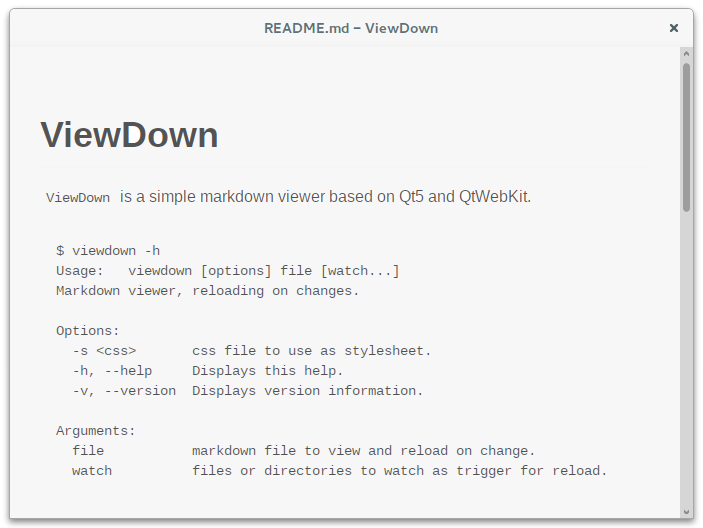 README.md – ViewDown
ViewDown
ViewDown is a simple markdown viewer based on Qt5 and QtWebKit.
$ viewdown -h
Usage:   viewdown [options] file [watch...]
Markdown viewer, reloading on changes.
Options:
  -s <css>       css file to use as stylesheet.
  -h, --help     Displays this help.
  -v, --version  Displays version information.
Arguments:
  file           markdown file to view and reload on change.
  watch          files or directories to watch as trigger for reload.